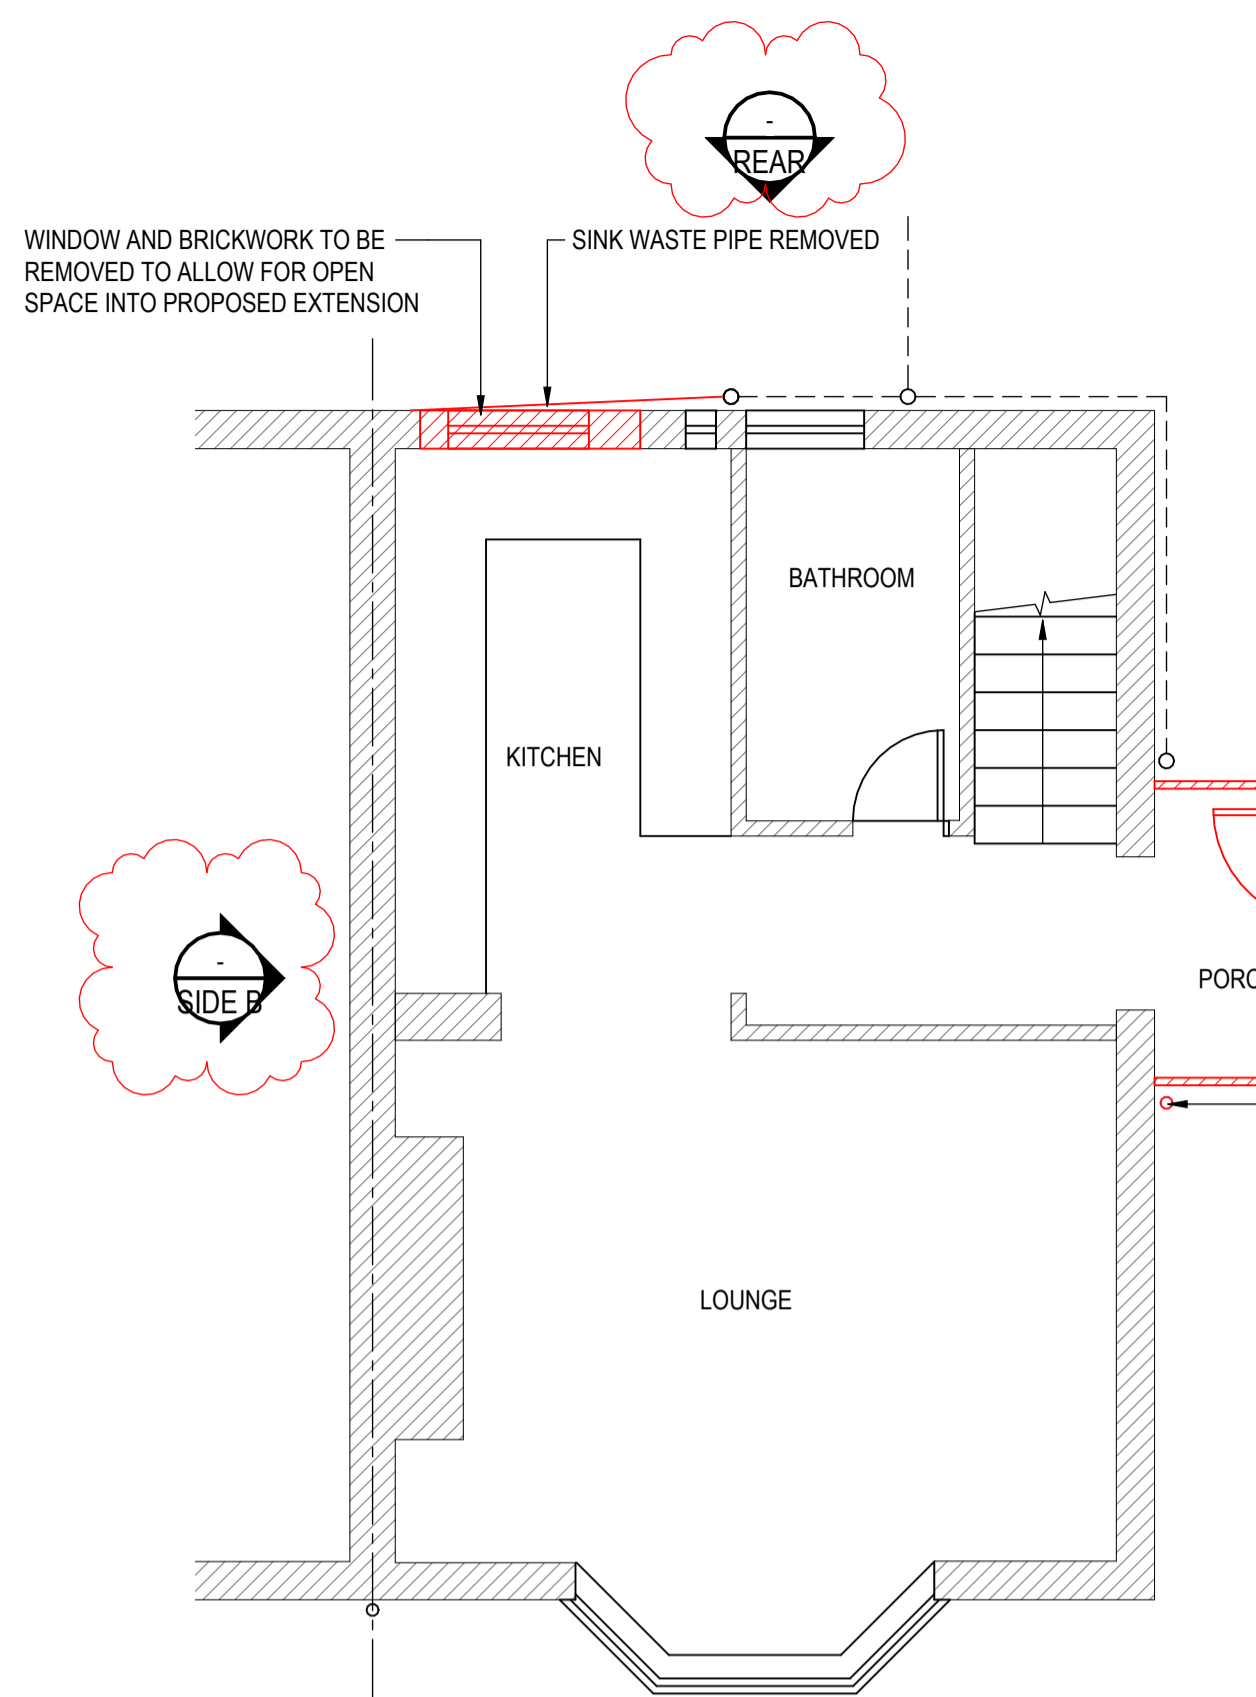 -
REAR
WINDOW AND BRICKWORK TO BE
REMOVED TO ALLOW FOR OPEN
SPACE INTO PROPOSED EXTENSION
SINK WASTE PIPE REMOVED
BATHROOM
KITCHEN
-
SIDE B
PORC
LOUNGE